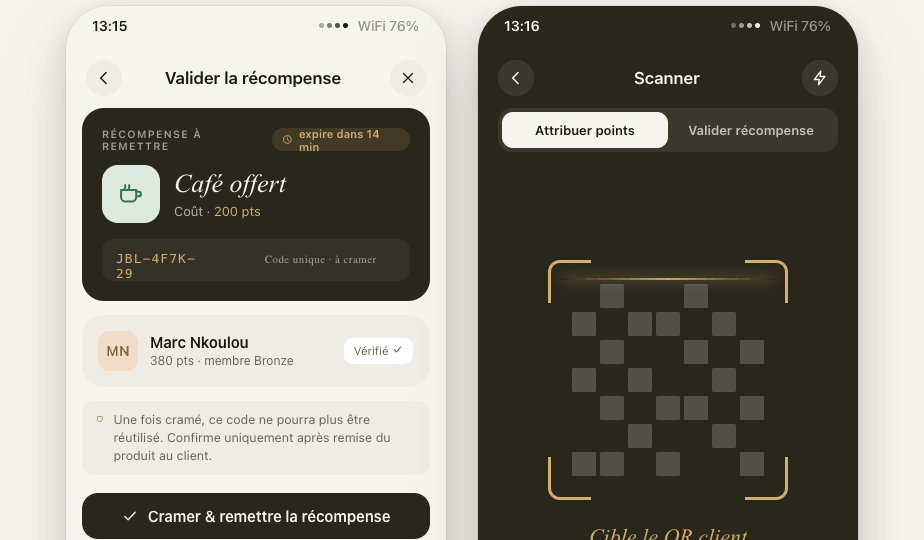 13:15
WiFi 76%
Valider la récompense
RÉCOMPENSE À
REMETTRE
expire dans 14
min
Café offert
Coût · 200 pts
JBL–4F7K–
29
Code unique · à cramer
MN
Marc Nkoulou
380 pts · membre Bronze
Vérifié
Une fois cramé, ce code ne pourra plus être
réutilisé. Confirme uniquement après remise du
produit au client.
Cramer & remettre la récompense
13:16
WiFi 76%
Scanner
Attribuer points
Valider récompense
Cible le QR client